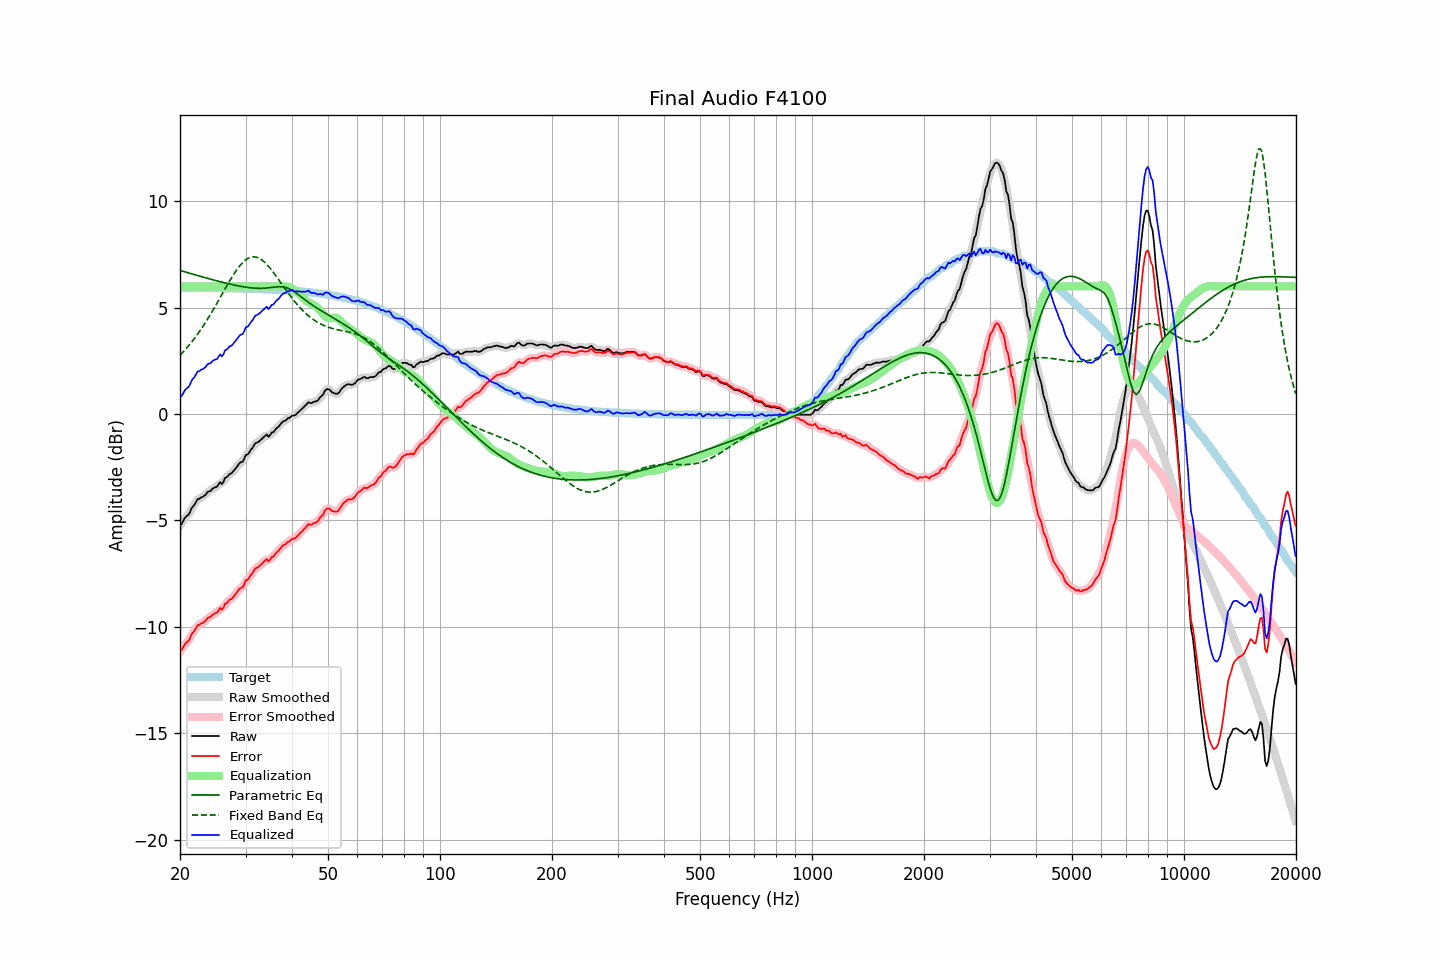 Final Audio F4100
Amplitude (dBr)
10
5
0
−5
−10
−15
−20
Target
Raw Smoothed
Error Smoothed
Raw
Error
Equalization
Parametric Eq
Fixed Band Eq
Equalized
20 50 100 200 500 1000 2000 5000 10000 20000
Frequency (Hz)